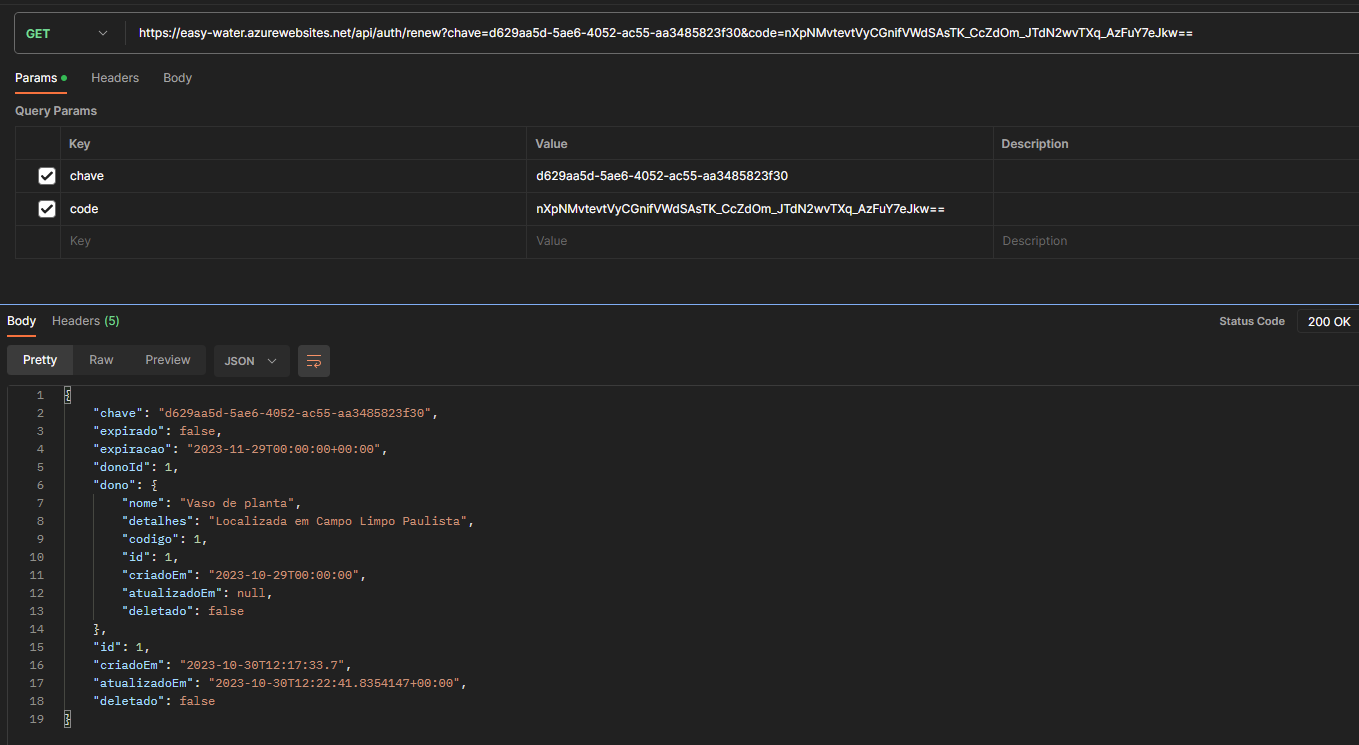 GET https://easy-water.azurewebsites.net/api/auth/renew?chave=d629aa5d-5ae6-4052-ac55-aa3485823f30&code=nXpNMvtevtVyCGnifVWdSAsTK_CcZdOm_JTdN2wvTXq_AzFuY7eJkw==
Params Headers Body
Query Params
Key Value Description
chave d629aa5d-5ae6-4052-ac55-aa3485823f30
code nXpNMvtevtVyCGnifVWdSAsTK_CcZdOm_JTdN2wvTXq_AzFuY7eJkw==
Key Value Description
Body Headers (5) Status Code 200 OK
Pretty Raw Preview JSON
1 {
2 "chave": "d629aa5d-5ae6-4052-ac55-aa3485823f30",
3 "expirado": false,
4 "expiracao": "2023-11-29T00:00:00+00:00",
5 "donoId": 1,
6 "dono": {
7 "nome": "Vaso de planta",
8 "detalhes": "Localizada em Campo Limpo Paulista",
9 "codigo": 1,
10 "id": 1,
11 "criadoEm": "2023-10-29T00:00:00",
12 "atualizadoEm": null,
13 "deletado": false
14 },
15 "id": 1,
16 "criadoEm": "2023-10-30T12:17:33.7",
17 "atualizadoEm": "2023-10-30T12:22:41.8354147+00:00",
18 "deletado": false
19 }